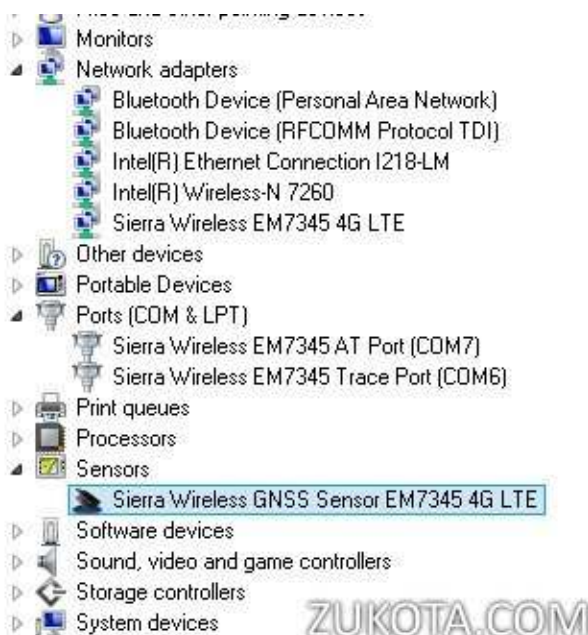 Monitors
Network adapters
Bluetooth Device (Personal Area Network)
Bluetooth Device (RFCOMM Protocol TDI)
Intel(R) Ethernet Connection I218-LM
Intel(R) Wireless-N 7260
Sierra Wireless EM7345 4G LTE
Other devices
Portable Devices
Ports (COM & LPT)
Sierra Wireless EM7345 AT Port (COM7)
Sierra Wireless EM7345 Trace Port (COM6)
Print queues
Processors
Sensors
Sierra Wireless GNSS Sensor EM7345 4G LTE
Software devices
Sound, video and game controllers
Storage controllers
System devices
ZUKOTA.COM